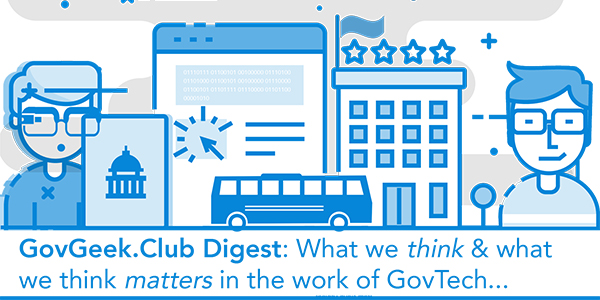 GovGeek.Club Digest: What we think & what
we think matters in the work of GovTech...